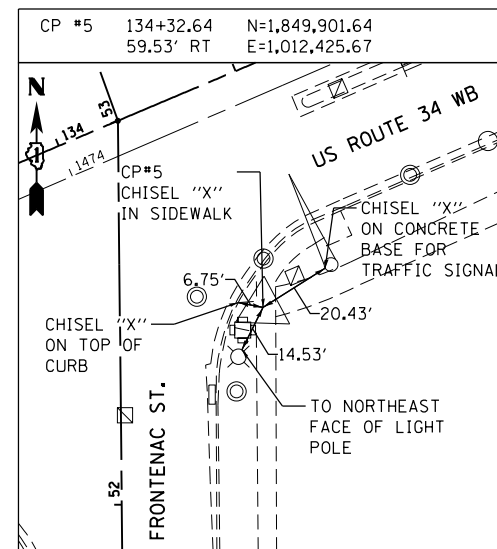 CP #5 134+32.64 N=1,849,901.64
59.53' RT E=1,012,425.67
N
53
134
1474
US ROUTE 34 WB
CP#5
CHISEL "X"
IN SIDEWALK
CHISEL "X"
ON CONCRETE
BASE FOR
TRAFFIC SIGNAL
6.75'
20.43'
CHISEL "X"
ON TOP OF
CURB
14.53'
TO NORTHEAST
FACE OF LIGHT
POLE
FRONTENAC ST.
52